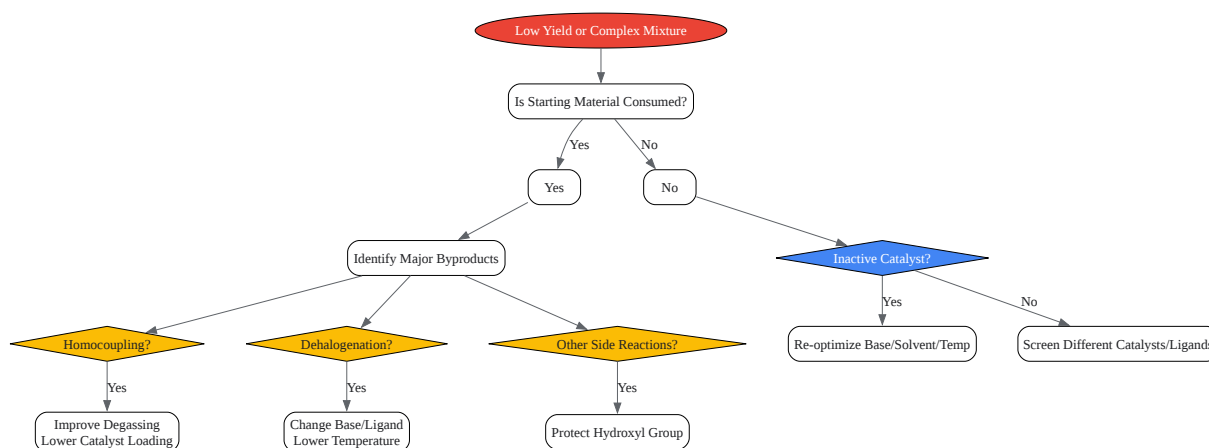 Low Yield or Complex Mixture
Is Starting Material Consumed?
Yes
No
Yes
No
Identify Major Byproducts
Inactive Catalyst?
Yes
No
Homocoupling?
Dehalogenation?
Other Side Reactions?
Re-optimize Base/Solvent/Temp
Screen Different Catalysts/Ligands
Yes
Yes
Yes
Improve Degassing
Lower Catalyst Loading
Change Base/Ligand
Lower Temperature
Protect Hydroxyl Group